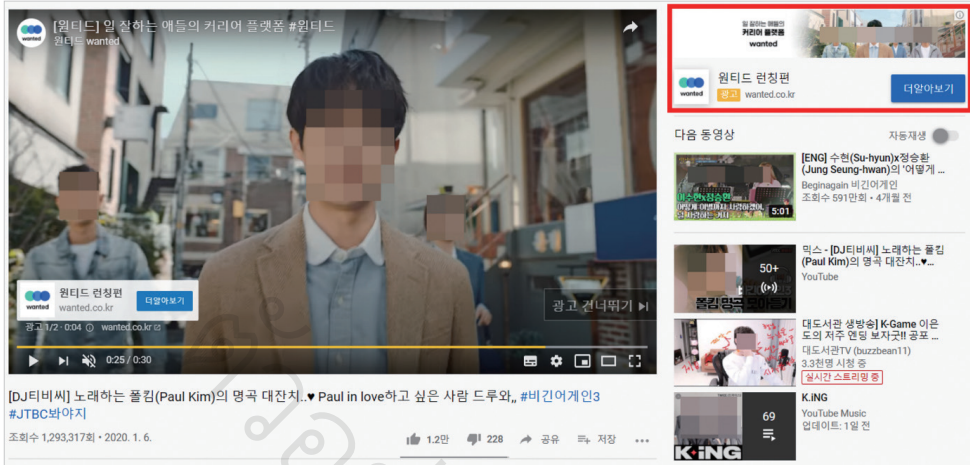 [원티드] 일 잘하는 애들의 커리어 플랫폼 #원티드
원티드 wanted
wanted
원티드 런칭편
wanted.co.kr
더알아보기
wanted
광고 1/2 · 0:04 ⓘ wanted.co.kr
광고 건너뛰기
0:25 / 0:30
[DJ티비씨] 노래하는 폴킴(Paul Kim)의 명곡 대잔치..♥ Paul in love하고 싶은 사람 드루와,, #비긴어게인3
#JTBC봐야지
조회수 1,293,317회 • 2020. 1. 6.
1.2만 228 공유 저장
일 잘하는 애들의
커리어 플랫폼
wanted
원티드 런칭편
광고 wanted.co.kr
wanted
더알아보기
다음 동영상 자동재생
[ENG] 수현(Su-hyun)x정승환
(Jung Seung-hwan)의 '어떻게 ...
Beginagain 비긴어게인
조회수 591만회 • 4개월 전
5:01
믹스 - [DJ티비씨] 노래하는 폴킴
(Paul Kim)의 명곡 대잔치..♥...
YouTube
50+
대도서관 생방송] K-Game 이은
도의 저주 엔딩 보자굿!! 공포 ...
대도서관TV (buzzbean11)
3.3천명 시청 중
실시간 스트리밍 중
K.iNG
YouTube Music
업데이트: 1일 전
69
K·iNG